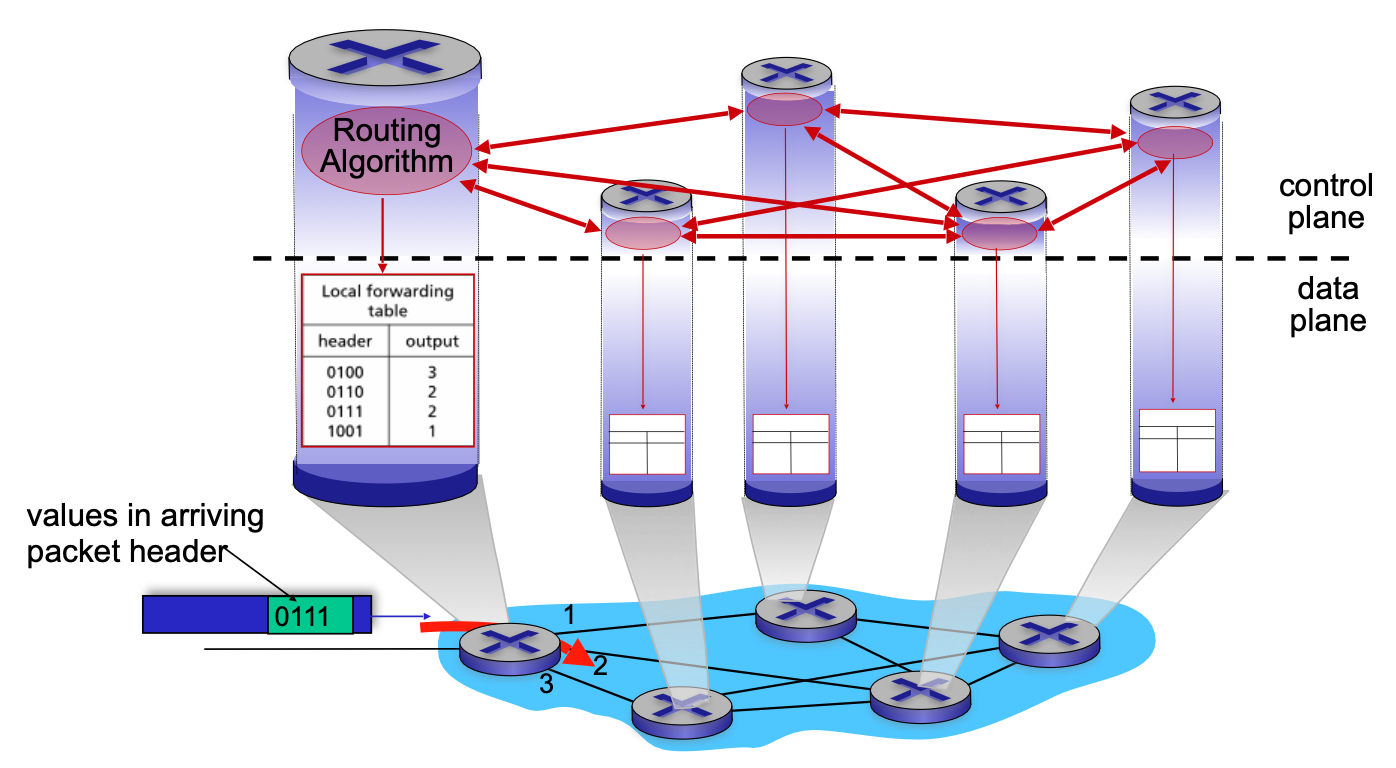 Routing
Algorithm
control
plane
data
plane
Local forwarding
table
header output
0100 3
0110 2
0111 2
1001 1
values in arriving
packet header
0111
1
2
3